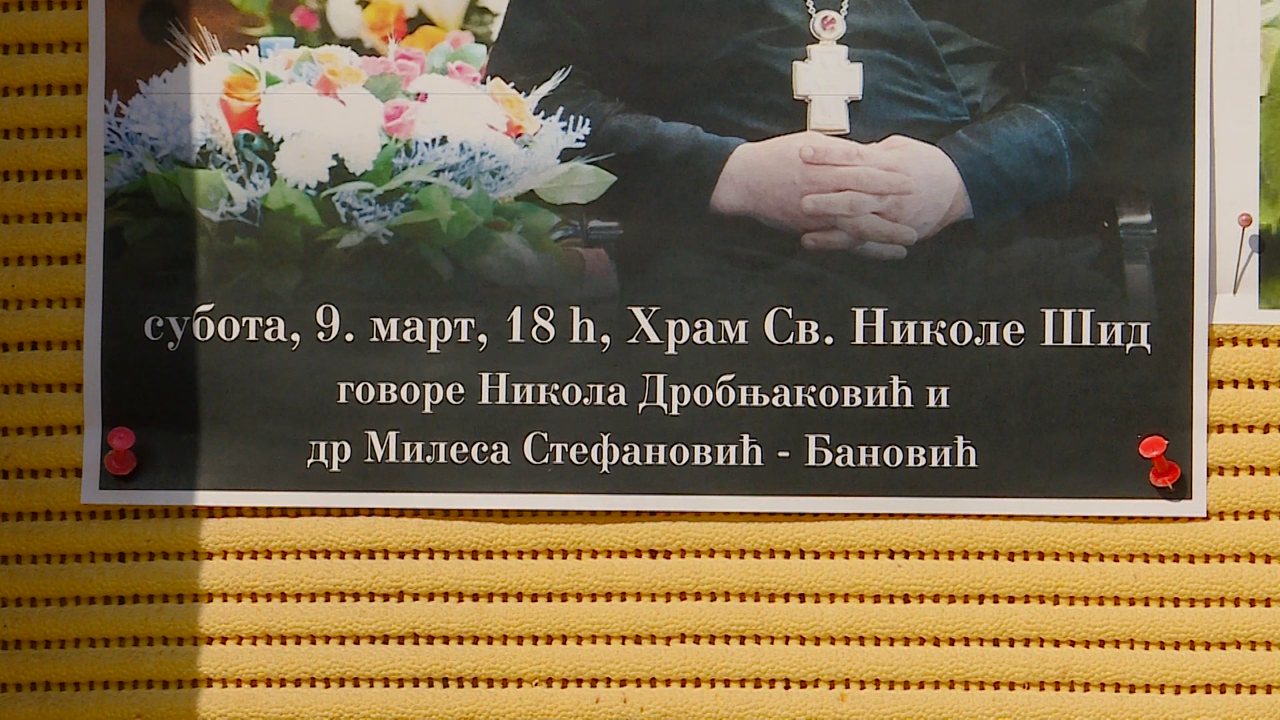 субота, 9. март, 18 h, Храм Св. Николе Шид
говоре Никола Дробњаковић и
др Милеса Стефановић - Бановић